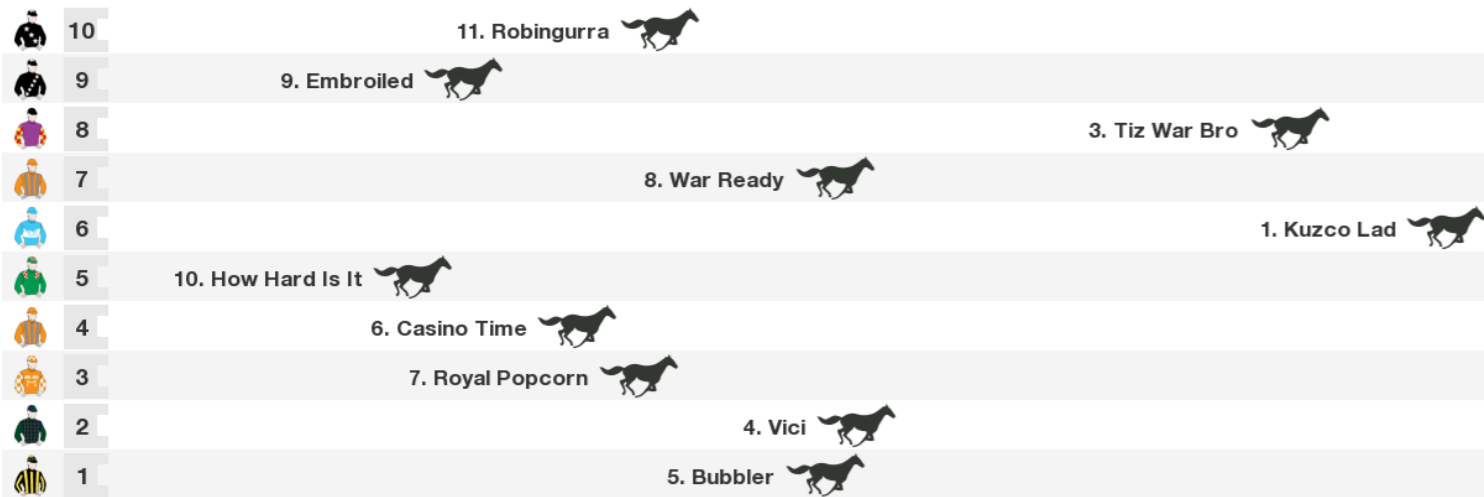 10 11. Robingurra
9 9. Embroiled
8 3. Tiz War Bro
7 8. War Ready
6 1. Kuzco Lad
5 10. How Hard Is It
4 6. Casino Time
3 7. Royal Popcorn
2 4. Vici
1 5. Bubbler